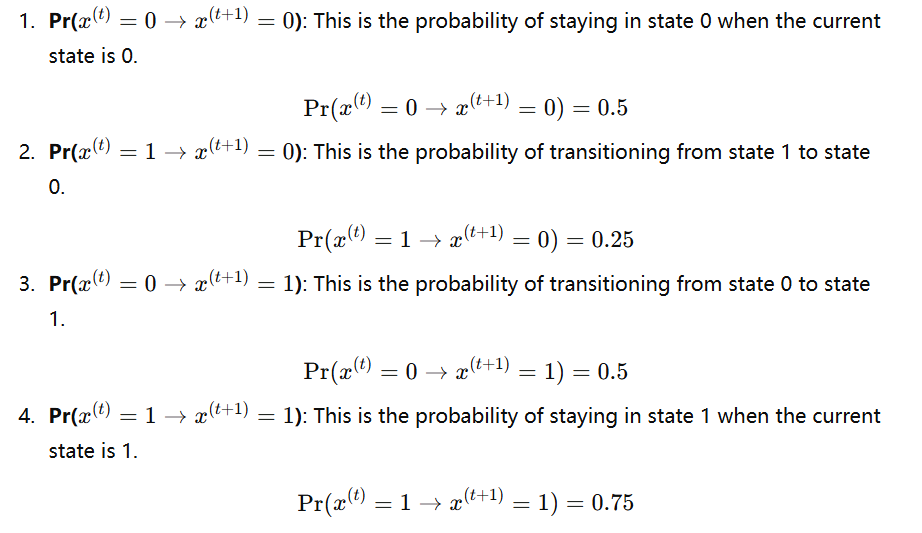 1. Pr(x^(t) = 0 → x^(t+1) = 0): This is the probability of staying in state 0 when the current
state is 0.
Pr(x^(t) = 0 → x^(t+1) = 0) = 0.5
2. Pr(x^(t) = 1 → x^(t+1) = 0): This is the probability of transitioning from state 1 to state
0.
Pr(x^(t) = 1 → x^(t+1) = 0) = 0.25
3. Pr(x^(t) = 0 → x^(t+1) = 1): This is the probability of transitioning from state 0 to state
1.
Pr(x^(t) = 0 → x^(t+1) = 1) = 0.5
4. Pr(x^(t) = 1 → x^(t+1) = 1): This is the probability of staying in state 1 when the current
state is 1.
Pr(x^(t) = 1 → x^(t+1) = 1) = 0.75